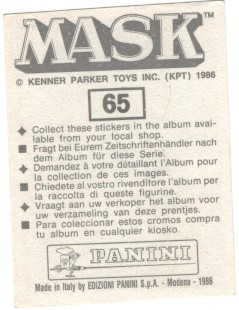 MASK™
© KENNER PARKER TOYS INC. (KPT) 1986
65
◆ Collect these stickers in the album avai-
lable from your local shop.
■ Fragt bei Eurem Zeitschriftenhändler nach
dem Album für diese Serie.
◆ Demandez à votre détaillant l'Album pour
la collection de ces images.
■ Chiedete al vostro rivenditore l'album per
la raccolta di queste figurine.
◆ Vraagt aan uw verkoper het album voor
uw verzameling van deze prentjes.
■ Para coleccionar estos cromos compra
tu album en cualquier kiosko.
PANINI
Made in Italy by EDIZIONI PANINI S.p.A. - Modena - 1986